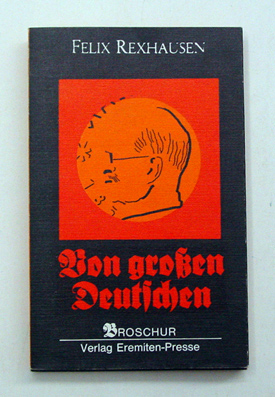 FELIX REXHAUSEN
Von großen
Deutſchen
BROSCHUR
Verlag Eremiten-Presse